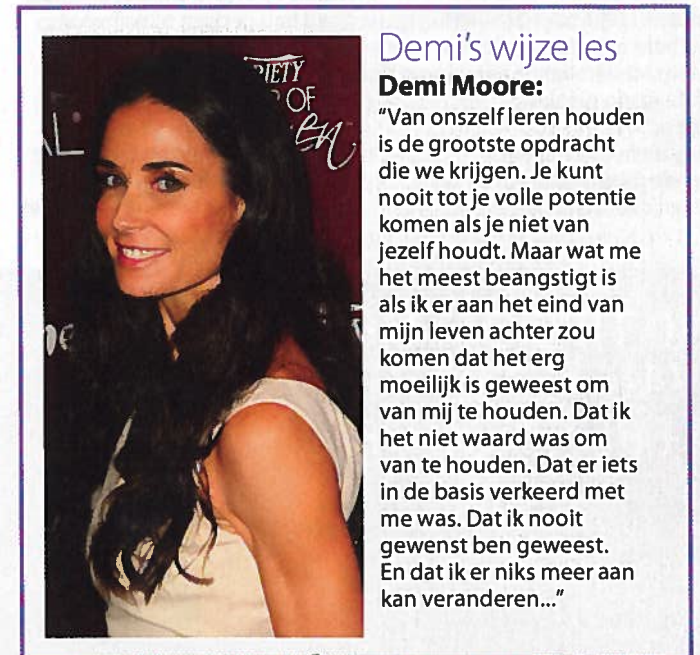 Demi's wijze les
Demi Moore:
"Van onszelf leren houden
is de grootste opdracht
die we krijgen. Je kunt
nooit tot je volle potentie
komen als je niet van
jezelf houdt. Maar wat me
het meest beangstigt is
als ik er aan het eind van
mijn leven achter zou
komen dat het erg
moeilijk is geweest om
van mij te houden. Dat ik
het niet waard was om
van te houden. Dat er iets
in de basis verkeerd met
me was. Dat ik nooit
gewenst ben geweest.
En dat ik er niks meer aan
kan veranderen..."
OF